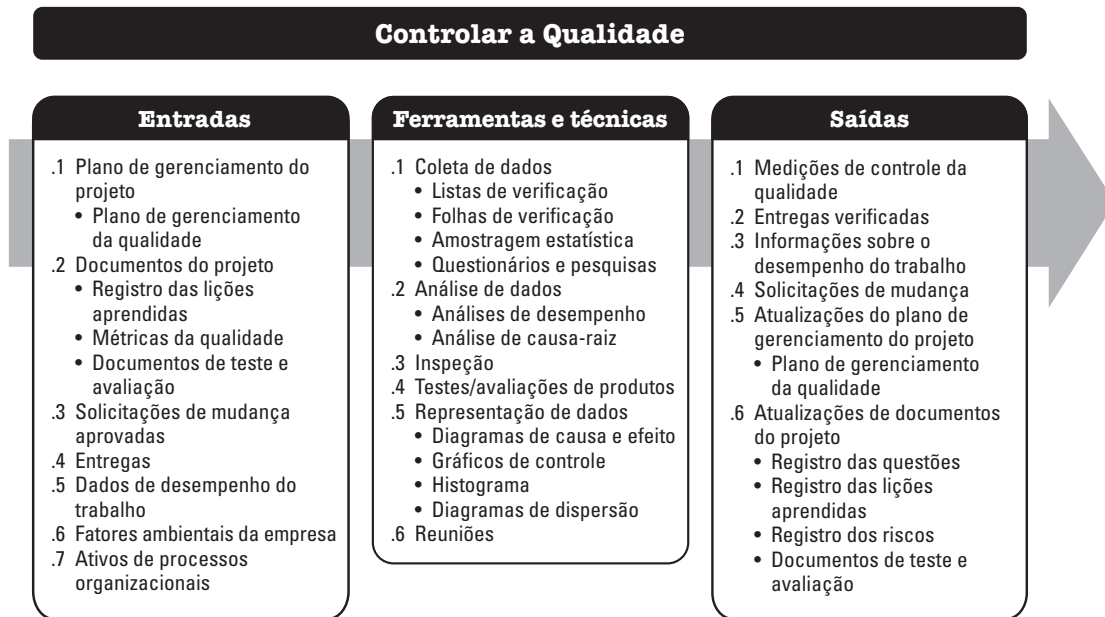 Controlar a Qualidade
Entradas
.1 Plano de gerenciamento do
projeto
• Plano de gerenciamento
da qualidade
.2 Documentos do projeto
• Registro das lições
aprendidas
• Métricas da qualidade
• Documentos de teste e
avaliação
.3 Solicitações de mudança
aprovadas
.4 Entregas
.5 Dados de desempenho do
trabalho
.6 Fatores ambientais da empresa
.7 Ativos de processos
organizacionais
Ferramentas e técnicas
.1 Coleta de dados
• Listas de verificação
• Folhas de verificação
• Amostragem estatística
• Questionários e pesquisas
.2 Análise de dados
• Análises de desempenho
• Análise de causa-raiz
.3 Inspeção
.4 Testes/avaliações de produtos
.5 Representação de dados
• Diagramas de causa e efeito
• Gráficos de controle
• Histograma
• Diagramas de dispersão
.6 Reuniões
Saídas
.1 Medições de controle da
qualidade
.2 Entregas verificadas
.3 Informações sobre o
desempenho do trabalho
.4 Solicitações de mudança
.5 Atualizações do plano de
gerenciamento do projeto
• Plano de gerenciamento
da qualidade
.6 Atualizações de documentos
do projeto
• Registro das questões
• Registro das lições
aprendidas
• Registro dos riscos
• Documentos de teste e
avaliação